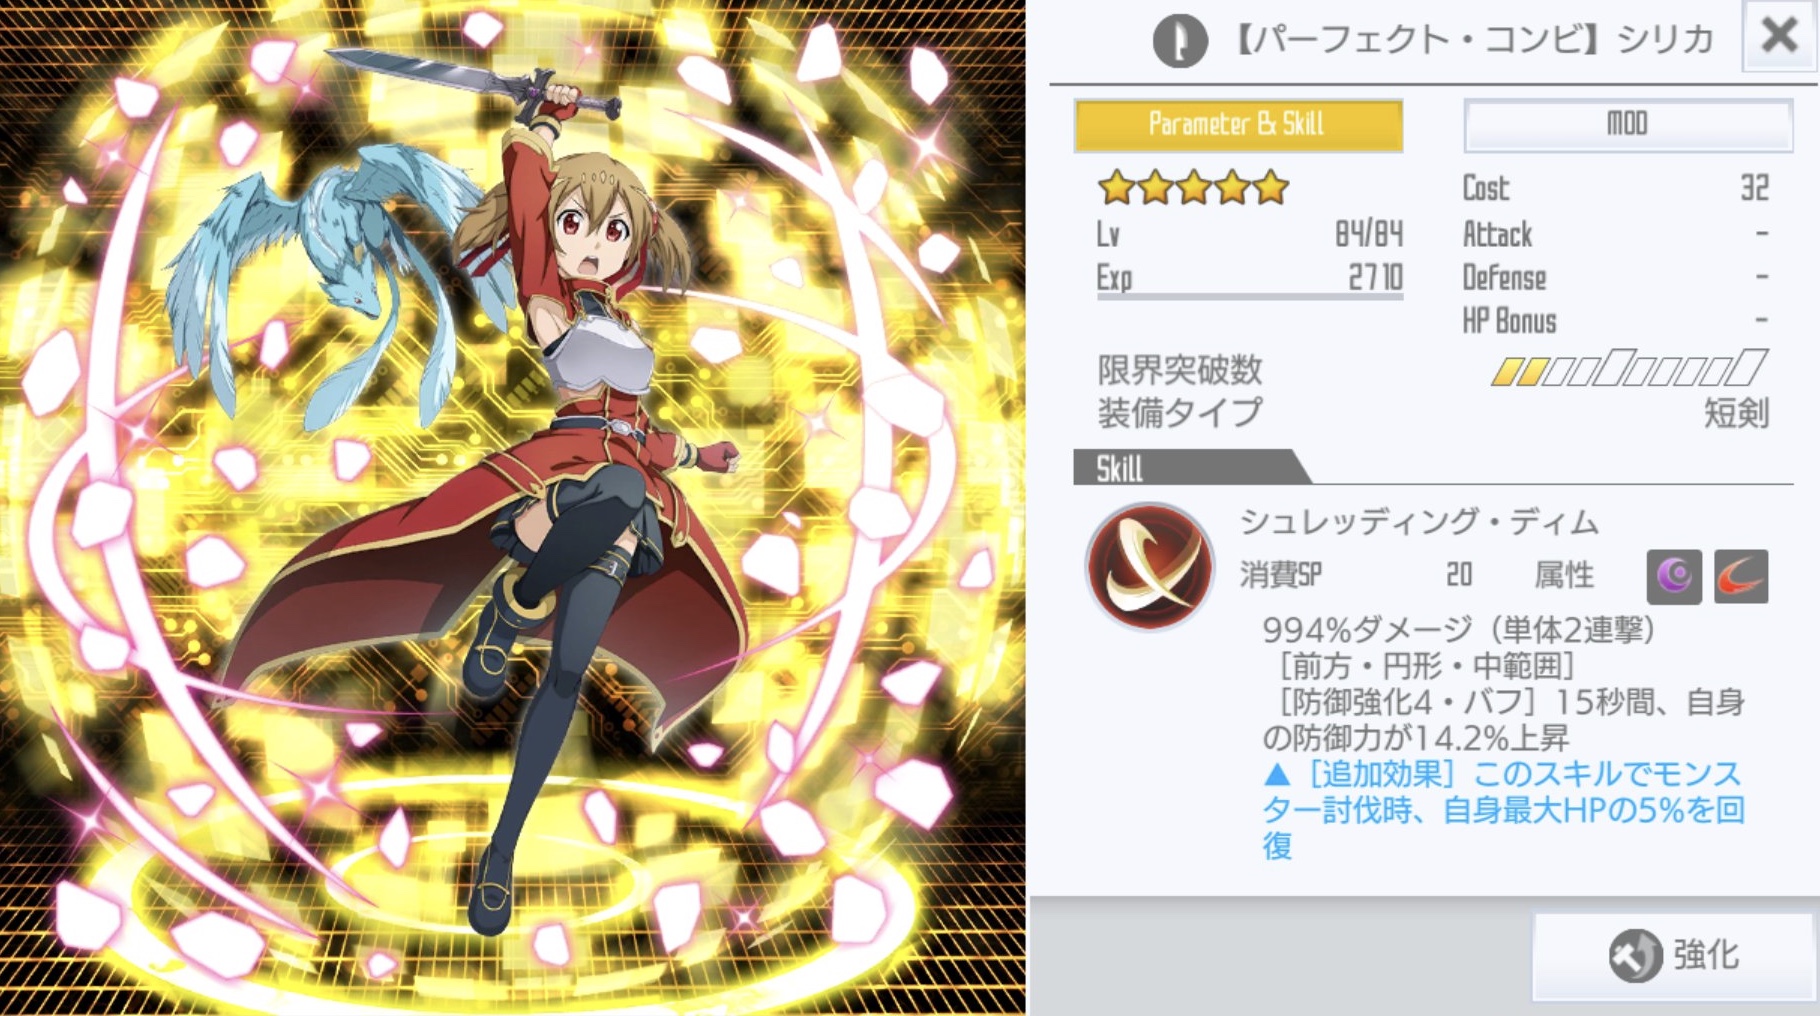 【パーフェクト・コンビ】シリカ
Parameter & Skill
MOD
Lv 84/84
Exp 2710
Cost 32
Attack -
Defense -
HP Bonus -
限界突破数
装備タイプ 短剣
Skill
シュレッディング・ディム
消費SP 20 属性
994%ダメージ（単体2連撃）
［前方・円形・中範囲］
［防御強化4・バフ］15秒間、自身
の防御力が14.2%上昇
▲［追加効果］このスキルでモンス
ター討伐時、自身最大HPの5%を回
復
強化